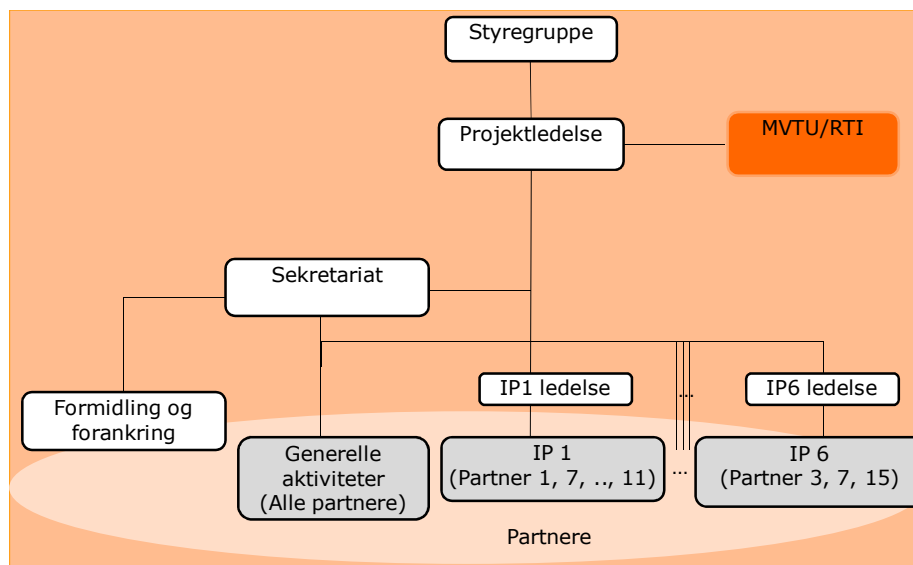 Styregruppe
Projektledelse
MVTU/RTI
Sekretariat
IP1 ledelse
...
IP6 ledelse
Formidling og
forankring
Generelle
aktiviteter
(Alle partnere)
IP 1
(Partner 1, 7, .., 11)
...
IP 6
(Partner 3, 7, 15)
Partnere